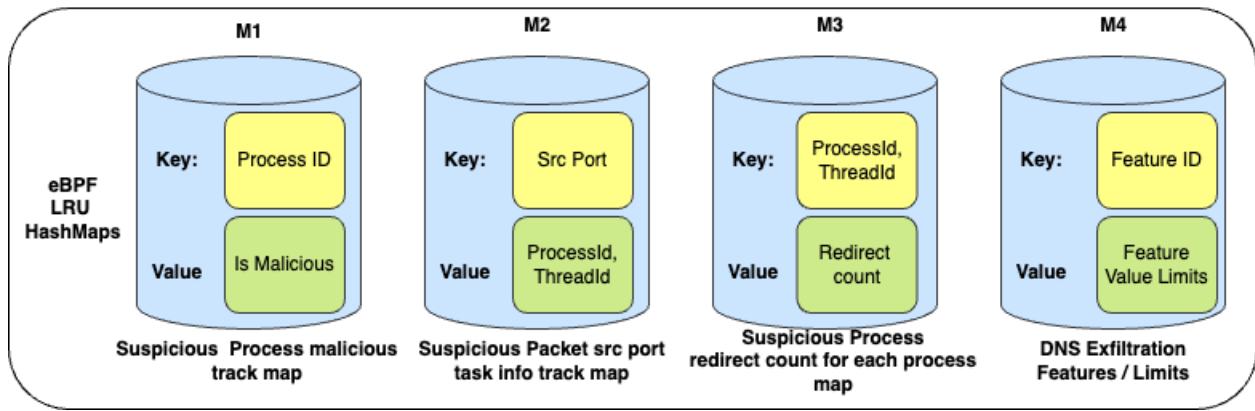 M1
M2
M3
M4
eBPF
LRU
HashMaps
Key:
Process ID
Value
Is Malicious
Suspicious Process malicious
track map
Key:
Src Port
Value
ProcessId,
ThreadId
Suspicious Packet src port
task info track map
Key:
ProcessId,
ThreadId
Value
Redirect
count
Suspicious Process
redirect count for each process
map
Key:
Feature ID
Value
Feature
Value Limits
DNS Exfiltration
Features / Limits